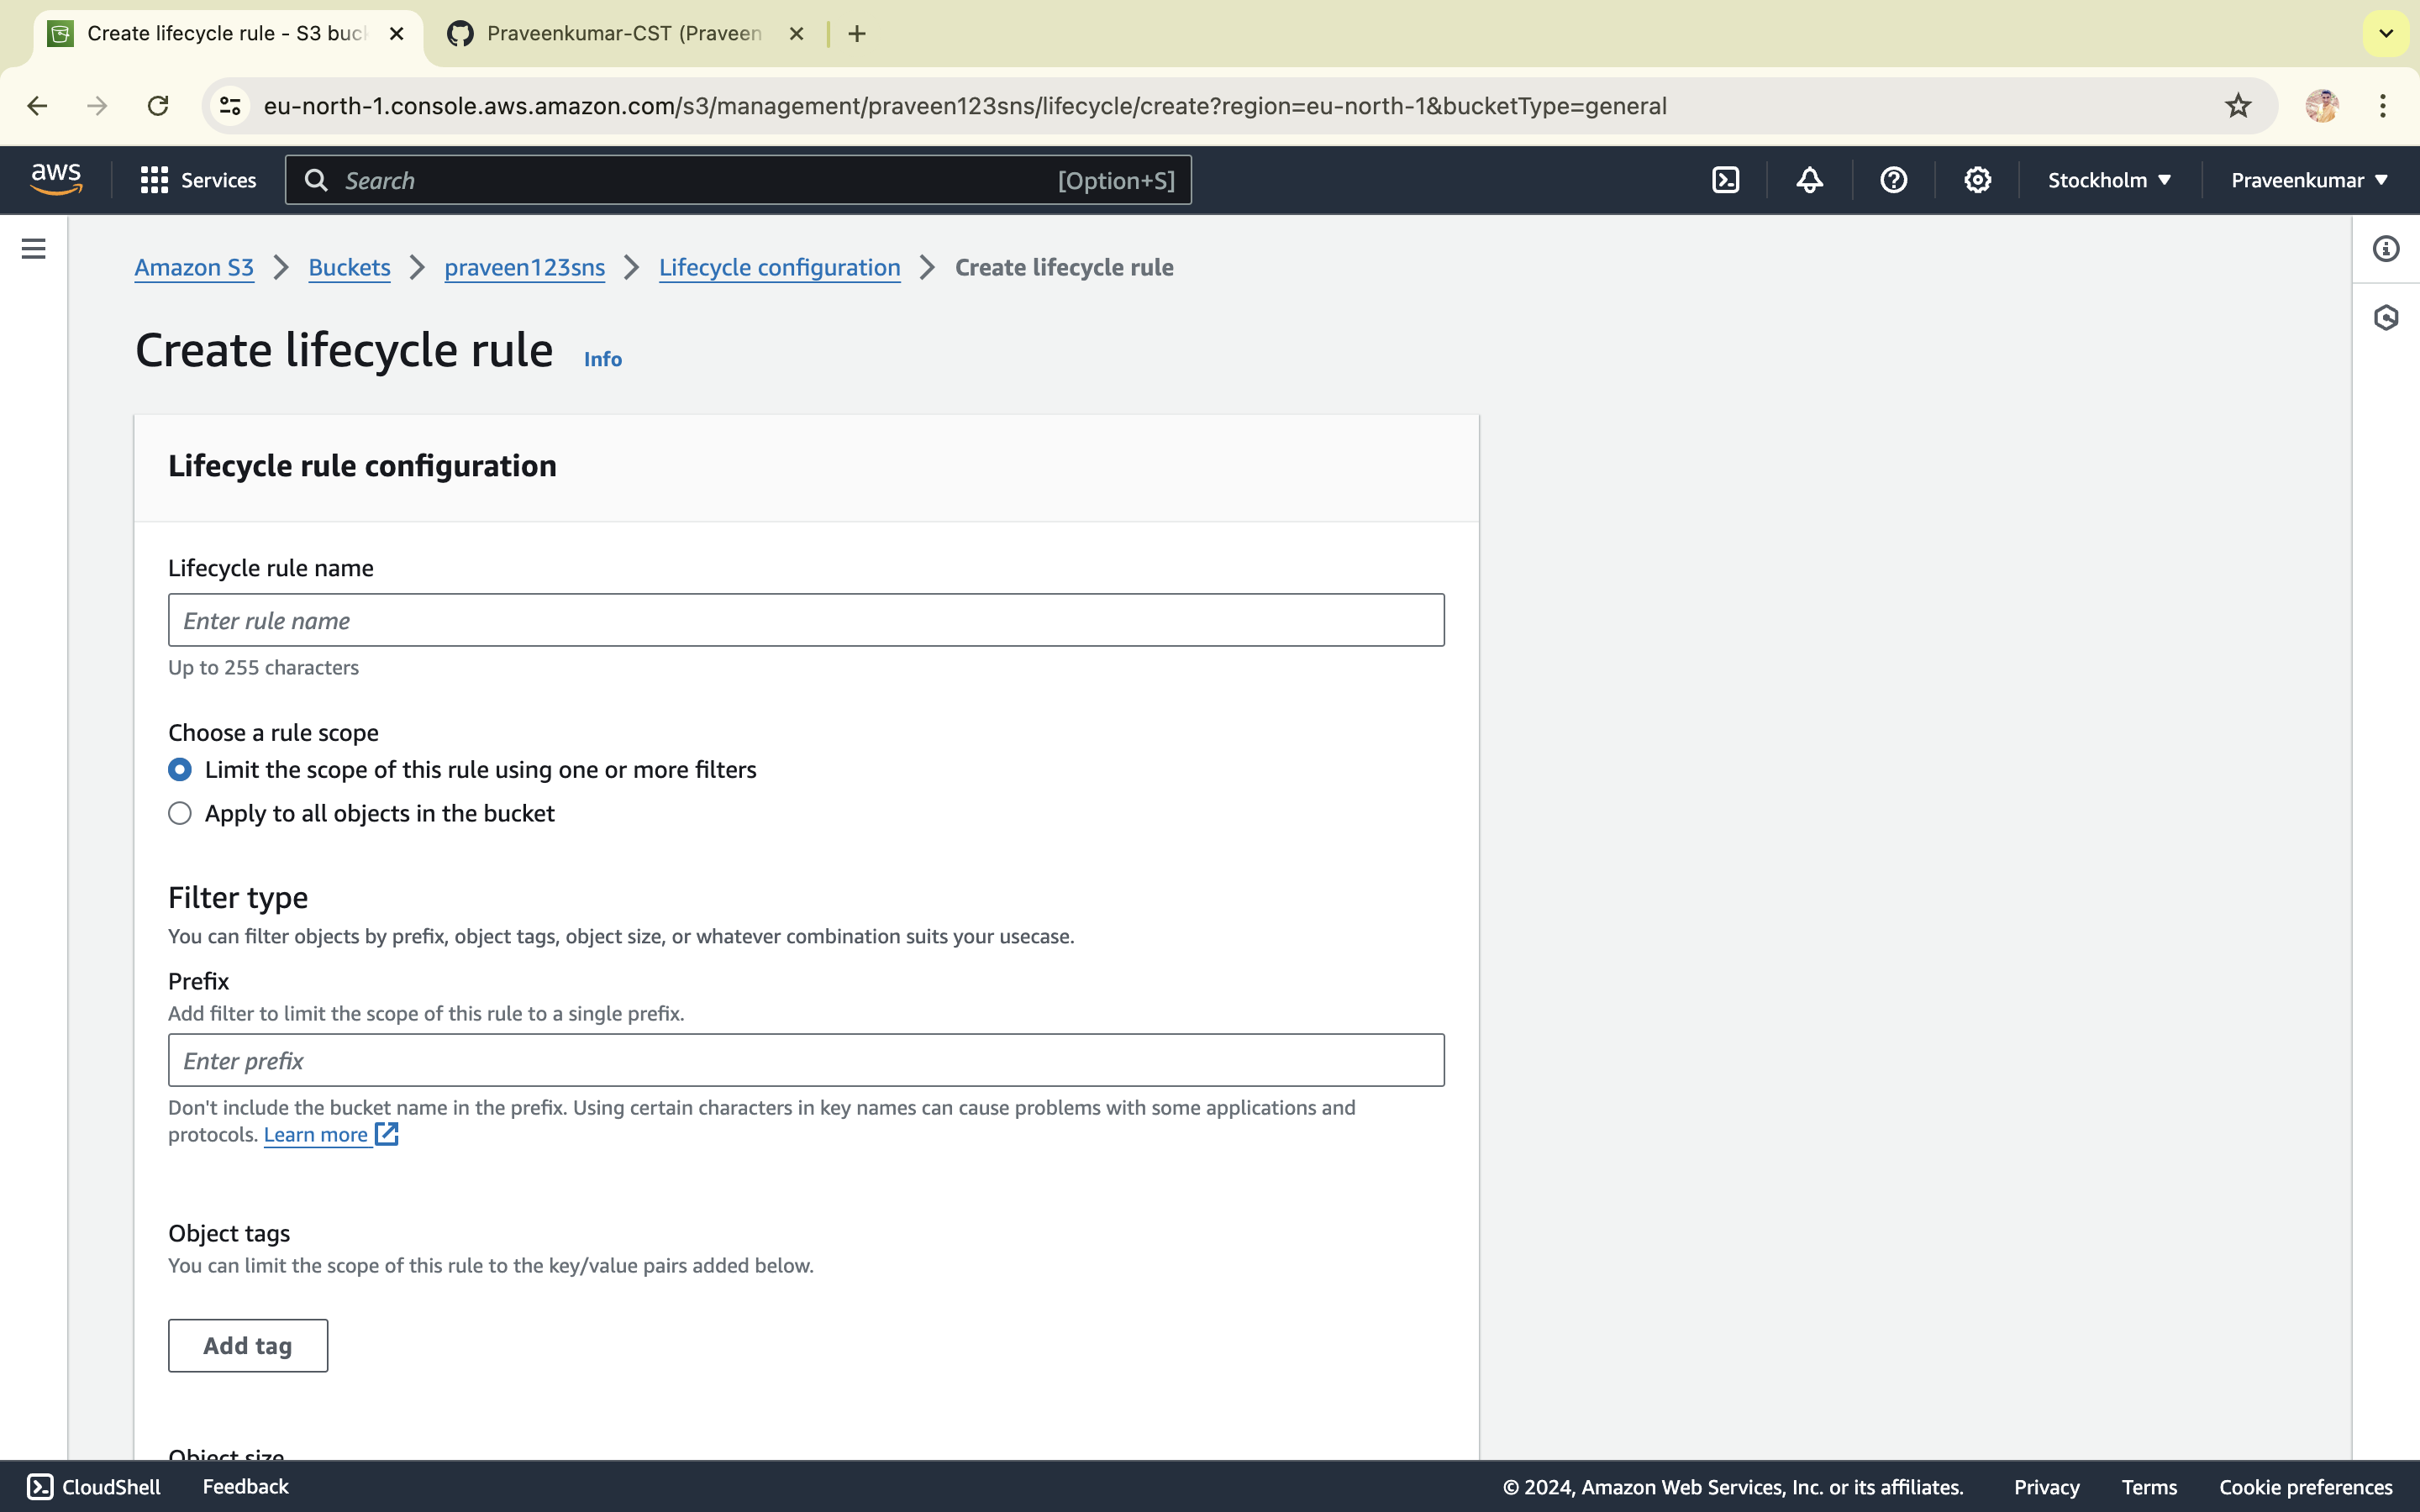 Create lifecycle rule - S3 buc
Praveenkumar-CST (Praveen
eu-north-1.console.aws.amazon.com/s3/management/praveen123sns/lifecycle/create?region=eu-north-1&bucketType=general
aws
Services
Search
[Option+S]
Stockholm
Praveenkumar
Amazon S3
Buckets
praveen123sns
Lifecycle configuration
Create lifecycle rule
Create lifecycle rule
Info
Lifecycle rule configuration
Lifecycle rule name
Enter rule name
Up to 255 characters
Choose a rule scope
Limit the scope of this rule using one or more filters
Apply to all objects in the bucket
Filter type
You can filter objects by prefix, object tags, object size, or whatever combination suits your usecase.
Prefix
Add filter to limit the scope of this rule to a single prefix.
Enter prefix
Don't include the bucket name in the prefix. Using certain characters in key names can cause problems with some applications and
protocols. Learn more
Object tags
You can limit the scope of this rule to the key/value pairs added below.
Add tag
Object size
CloudShell
Feedback
© 2024, Amazon Web Services, Inc. or its affiliates.
Privacy
Terms
Cookie preferences